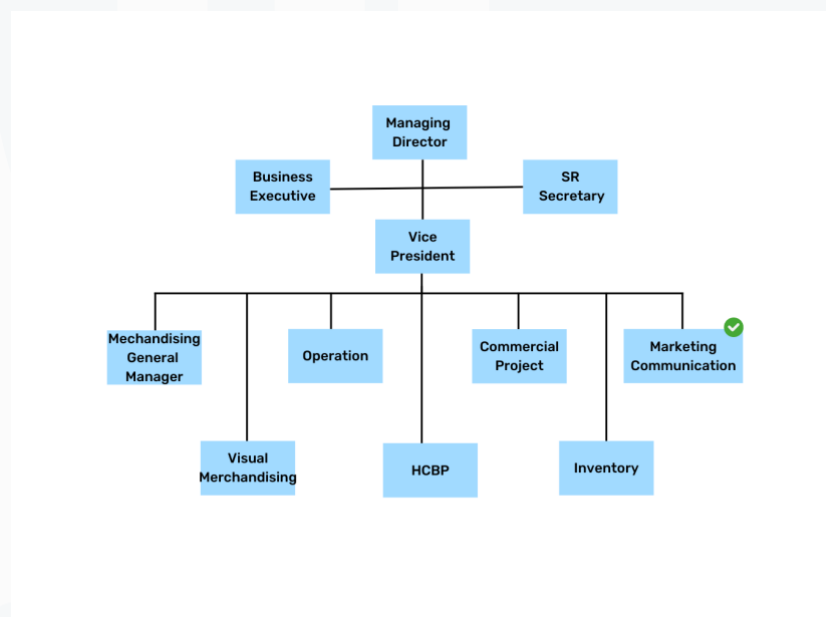 Managing
Director
Business
Executive
SR
Secretary
Vice
President
Mechandising
General
Manager
Operation
Commercial
Project
Marketing
Communication
Visual
Merchandising
HCBP
Inventory